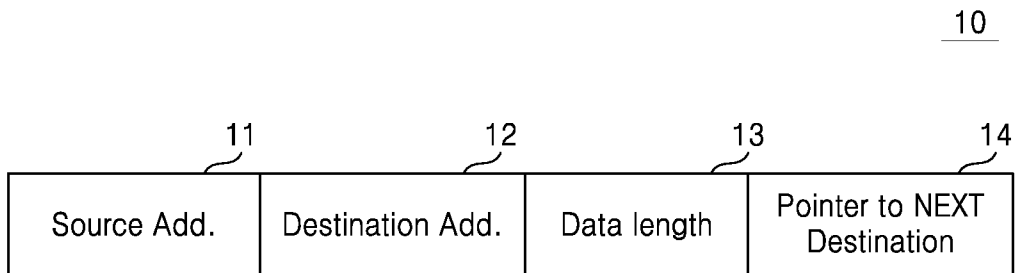 10
11 12 13 14
Source Add. Destination Add. Data length Pointer to NEXT
Destination